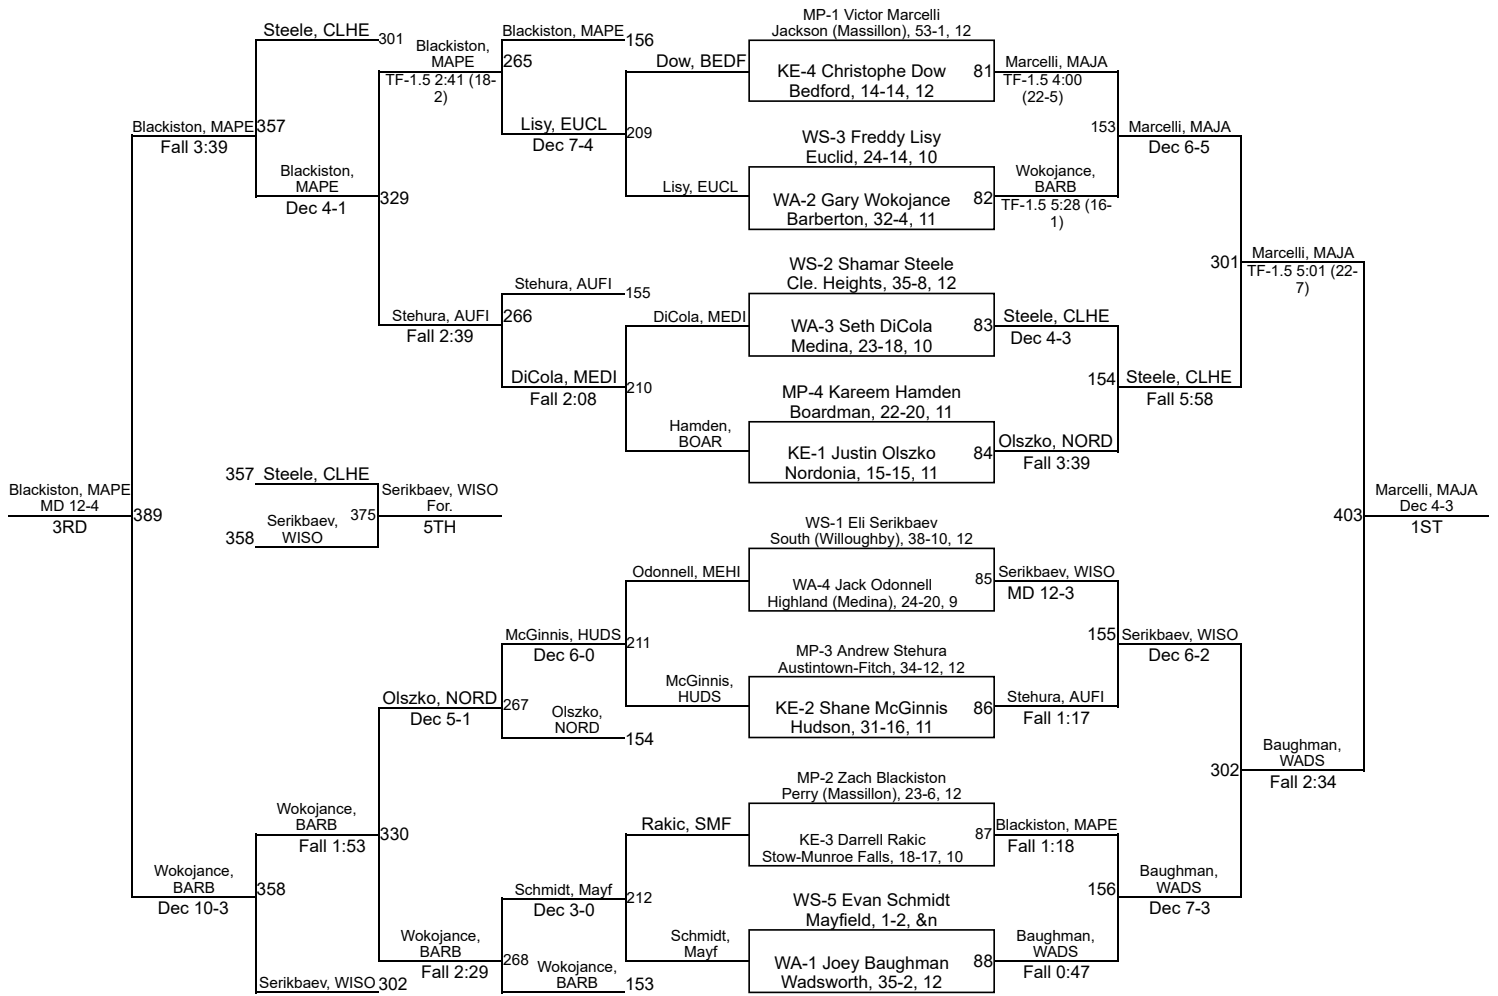 MP-1 Victor Marcelli
Jackson (Massillon), 53-1, 12
81
KE-4 Christophe Dow
Bedford, 14-14, 12
WS-3 Freddy Lisy
Euclid, 24-14, 10
82
WA-2 Gary Wokojance
Barberton, 32-4, 11
WS-2 Shamar Steele
Cle. Heights, 35-8, 12
83
WA-3 Seth DiCola
Medina, 23-18, 10
MP-4 Kareem Hamden
Boardman, 22-20, 11
84
KE-1 Justin Olszko
Nordonia, 15-15, 11
WS-1 Eli Serikbaev
South (Willoughby), 38-10, 12
85
WA-4 Jack Odonnell
Highland (Medina), 24-20, 9
MP-3 Andrew Stehura
Austintown-Fitch, 34-12, 12
86
KE-2 Shane McGinnis
Hudson, 31-16, 11
MP-2 Zach Blackiston
Perry (Massillon), 23-6, 12
87
KE-3 Darrell Rakic
Stow-Munroe Falls, 18-17, 10
WS-5 Evan Schmidt
Mayfield, 1-2, &n
88
WA-1 Joey Baughman
Wadsworth, 35-2, 12
Marcelli, MAJA
TF-1.5 4:00
(22-5)
153
Wokojance,
BARB
TF-1.5 5:28 (16-
1)
Steele, CLHE
Dec 4-3
154
Olszko, NORD
Fall 3:39
Serikbaev, WISO
MD 12-3
155
Stehura, AUFI
Fall 1:17
Blackiston, MAPE
Fall 1:18
156
Baughman,
WADS
Fall 0:47
Marcelli, MAJA
Dec 6-5
301
Steele, CLHE
Fall 5:58
Serikbaev, WISO
Dec 6-2
302
Baughman,
WADS
Dec 7-3
Marcelli, MAJA
TF-1.5 5:01 (22-
7)
403
Baughman,
WADS
Fall 2:34
Marcelli, MAJA
Dec 4-3
1ST
Dow, BEDF
209
Lisy, EUCL
DiCola, MEDI
210
Hamden,
BOAR
Odonnell, MEHI
211
McGinnis,
HUDS
Rakic, SMF
212
Schmidt,
Mayf
Blackiston, MAPE
156
265
Lisy, EUCL
Dec 7-4
Stehura, AUFI
155
266
DiCola, MEDI
Fall 2:08
McGinnis, HUDS
Dec 6-0
267
Olszko,
NORD
154
Schmidt, Mayf
Dec 3-0
268
Wokojance,
BARB
153
Blackiston,
MAPE
TF-1.5 2:41 (18-
2)
329
Stehura, AUFI
Fall 2:39
Olszko, NORD
Dec 5-1
330
Wokojance,
BARB
Fall 2:29
Steele, CLHE
301
357
Blackiston,
MAPE
Dec 4-1
Wokojance,
BARB
Fall 1:53
358
Serikbaev, WISO
302
Blackiston, MAPE
Fall 3:39
389
Wokojance,
BARB
Dec 10-3
Blackiston, MAPE
MD 12-4
3RD
357
Steele, CLHE
375
358
Serikbaev,
WISO
Serikbaev, WISO
For.
5TH